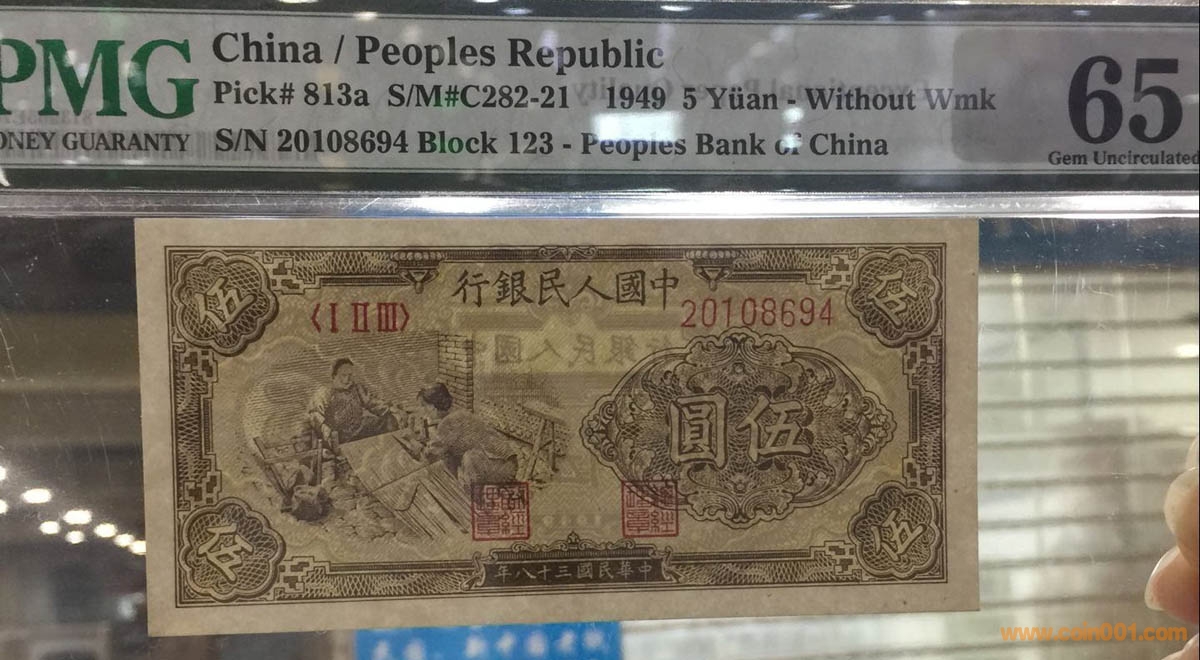 PMG
China / Peoples Republic
Pick# 813a S/M#C282-21 1949 5 Yüan - Without Wmk
65
ONEY GUARANTY
S/N 20108694 Block 123 - Peoples Bank of China
Gem Uncirculated
行銀民人國中
伍
伍
〈I II III〉
20108694
圓伍
伍
伍
年八十三國民華中
www.coin001.com